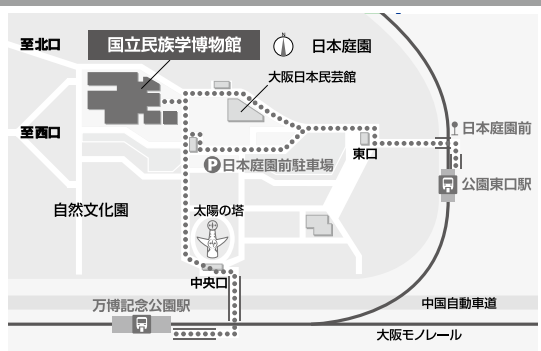 至北口
国立民族学博物館
日本庭園
大阪日本民芸館
至西口
日本庭園前
東口
P日本庭園前駐車場
公園東口駅
自然文化園
太陽の塔
中央口
万博記念公園駅
中国自動車道
大阪モノレール